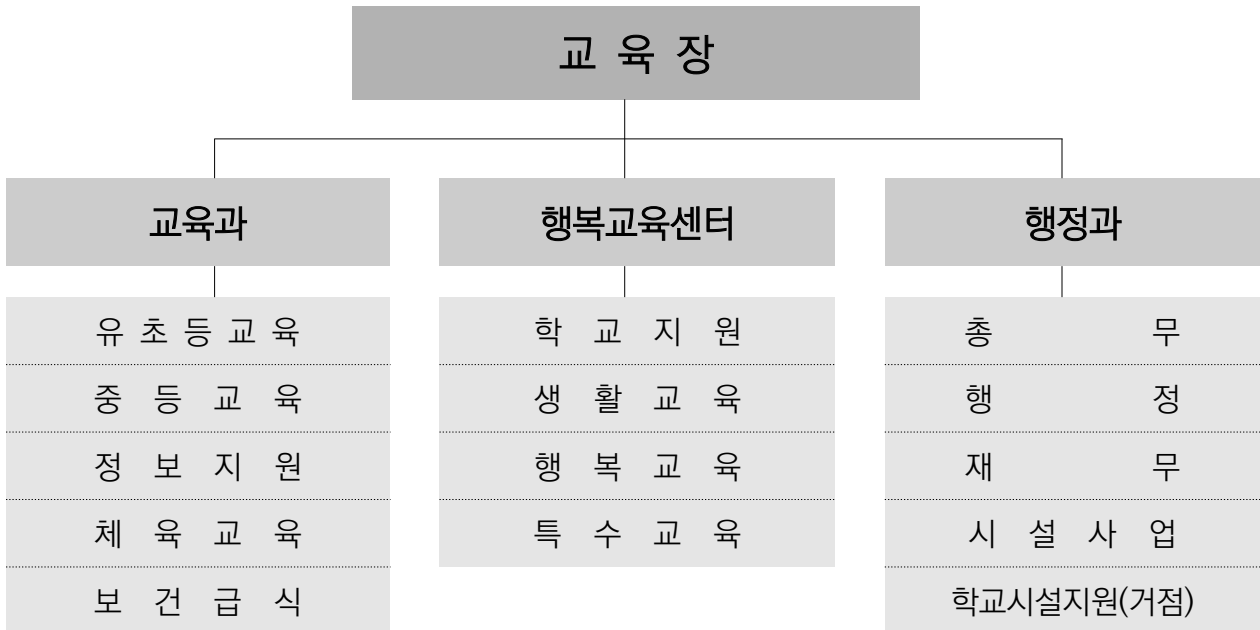 교육장
교육과
유초등교육
중등교육
정보지원
체육교육
보건급식
행복교육센터
학교지원
생활교육
행복교육
특수교육
행정과
총무
행정
재무
시설사업
학교시설지원(거점)